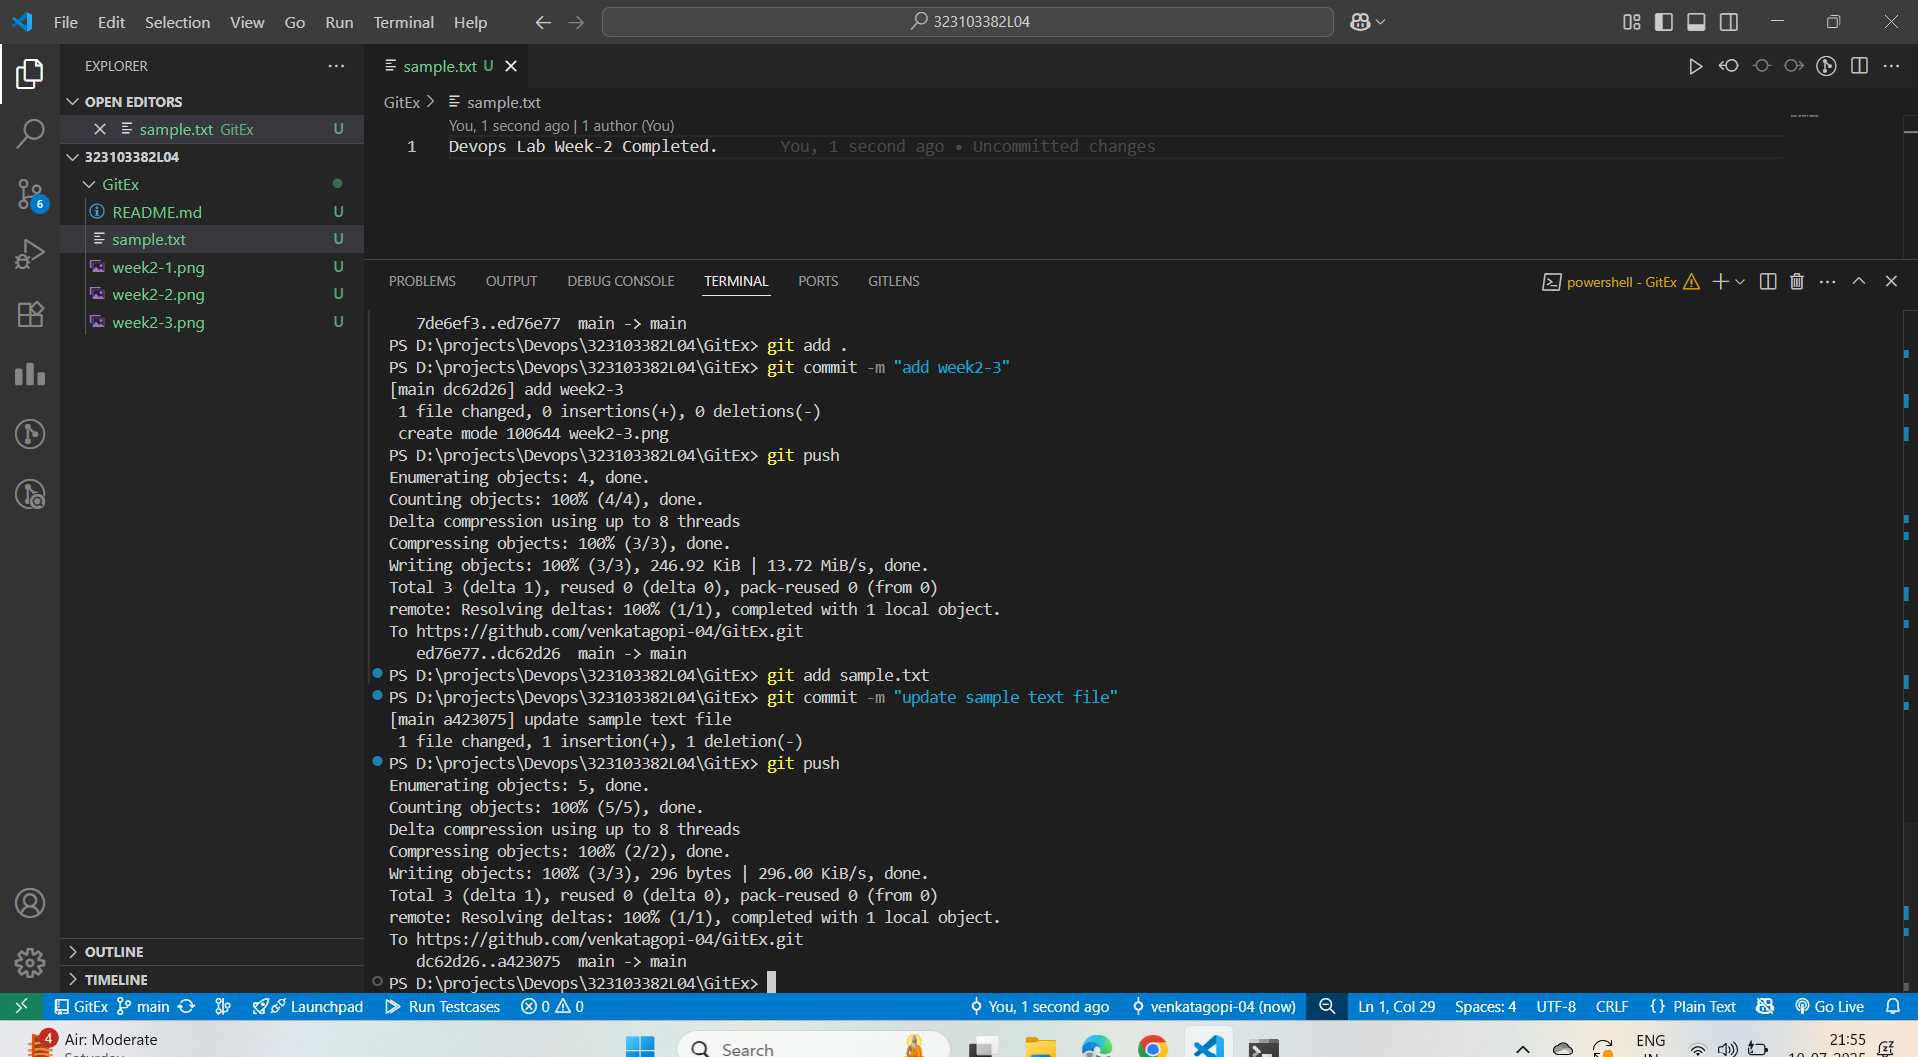 File Edit Selection View Go Run Terminal Help
323103382L04
EXPLORER
OPEN EDITORS
sample.txt GitEx U
323103382L04
GitEx
README.md U
sample.txt U
week2-1.png U
week2-2.png U
week2-3.png U
6
OUTLINE
TIMELINE
sample.txt U
GitEx > sample.txt
You, 1 second ago | 1 author (You)
1 Devops Lab Week-2 Completed. You, 1 second ago • Uncommitted changes
PROBLEMS OUTPUT DEBUG CONSOLE TERMINAL PORTS GITLENS
powershell - GitEx
7de6ef3..ed76e77 main -> main
PS D:\projects\Devops\323103382L04\GitEx> git add .
PS D:\projects\Devops\323103382L04\GitEx> git commit -m "add week2-3"
[main dc62d26] add week2-3
1 file changed, 0 insertions(+), 0 deletions(-)
create mode 100644 week2-3.png
PS D:\projects\Devops\323103382L04\GitEx> git push
Enumerating objects: 4, done.
Counting objects: 100% (4/4), done.
Delta compression using up to 8 threads
Compressing objects: 100% (3/3), done.
Writing objects: 100% (3/3), 246.92 KiB | 13.72 MiB/s, done.
Total 3 (delta 1), reused 0 (delta 0), pack-reused 0 (from 0)
remote: Resolving deltas: 100% (1/1), completed with 1 local object.
To https://github.com/venkatagopi-04/GitEx.git
ed76e77..dc62d26 main -> main
PS D:\projects\Devops\323103382L04\GitEx> git add sample.txt
PS D:\projects\Devops\323103382L04\GitEx> git commit -m "update sample text file"
[main a423075] update sample text file
1 file changed, 1 insertion(+), 1 deletion(-)
PS D:\projects\Devops\323103382L04\GitEx> git push
Enumerating objects: 5, done.
Counting objects: 100% (5/5), done.
Delta compression using up to 8 threads
Compressing objects: 100% (2/2), done.
Writing objects: 100% (3/3), 296 bytes | 296.00 KiB/s, done.
Total 3 (delta 1), reused 0 (delta 0), pack-reused 0 (from 0)
remote: Resolving deltas: 100% (1/1), completed with 1 local object.
To https://github.com/venkatagopi-04/GitEx.git
dc62d26..a423075 main -> main
PS D:\projects\Devops\323103382L04\GitEx>
GitEx main Launchpad Run Testcases 0 0 You, 1 second ago venkatagopi-04 (now) Ln 1, Col 29 Spaces: 4 UTF-8 CRLF {} Plain Text Go Live
4 Air: Moderate
Search
ENG
21:55